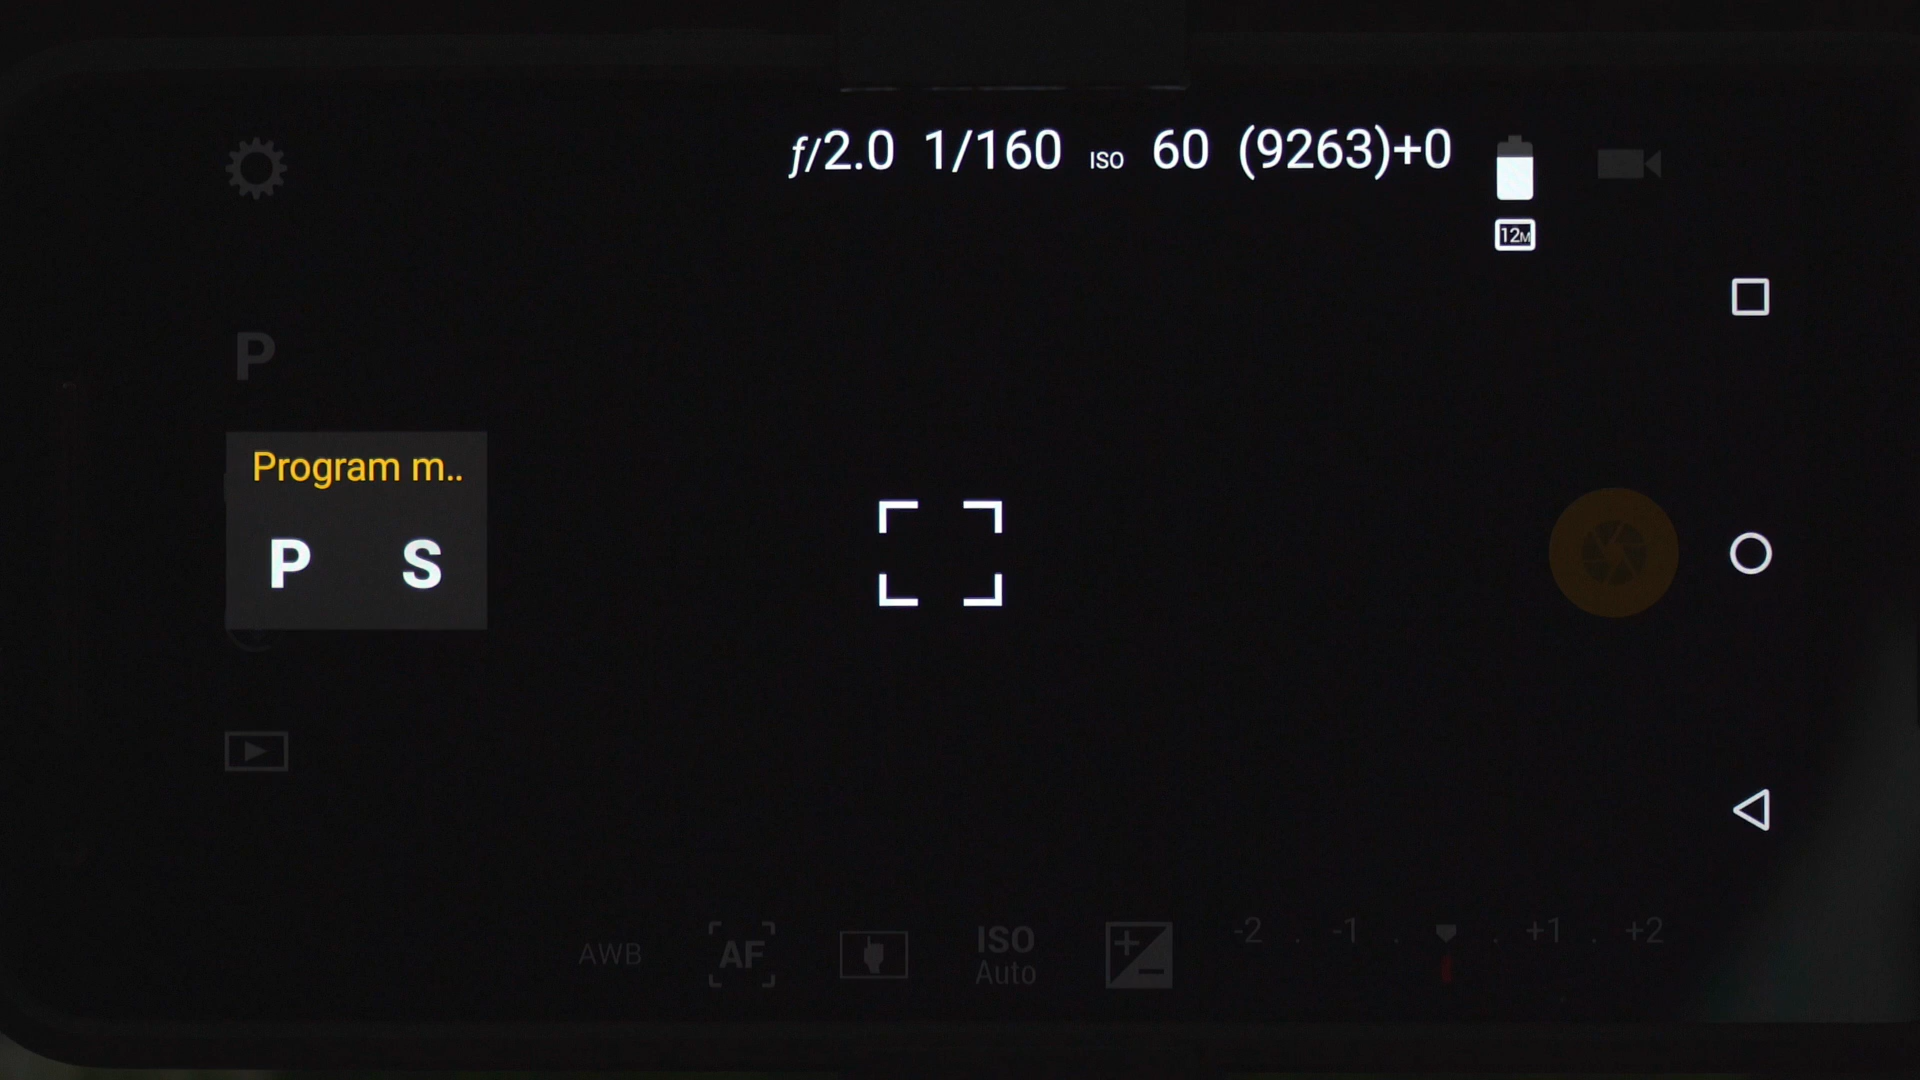 f/2.0 1/160 ISO 60 (9263)+0
12M
P
Program m..
P S
AWB AF ISO Auto -2 . -1 . . +1 . +2